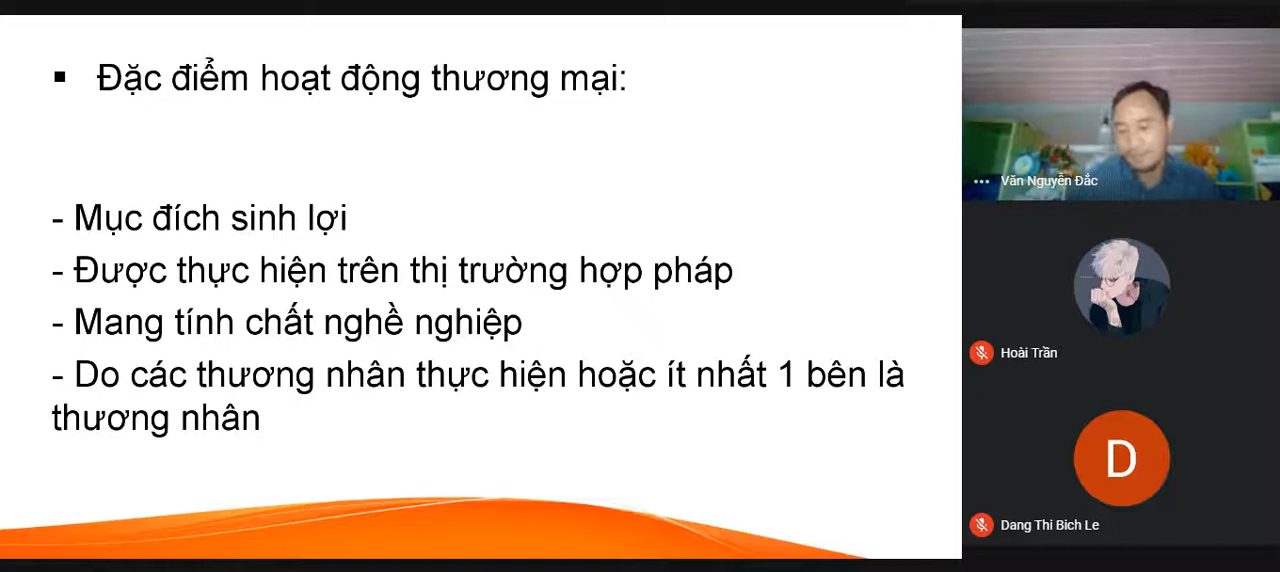 ▪ Đặc điểm hoạt động thương mại:
- Mục đích sinh lợi
- Được thực hiện trên thị trường hợp pháp
- Mang tính chất nghề nghiệp
- Do các thương nhân thực hiện hoặc ít nhất 1 bên là
thương nhân
Văn Nguyễn Đắc
Hoài Trần
D
Dang Thi Bich Le